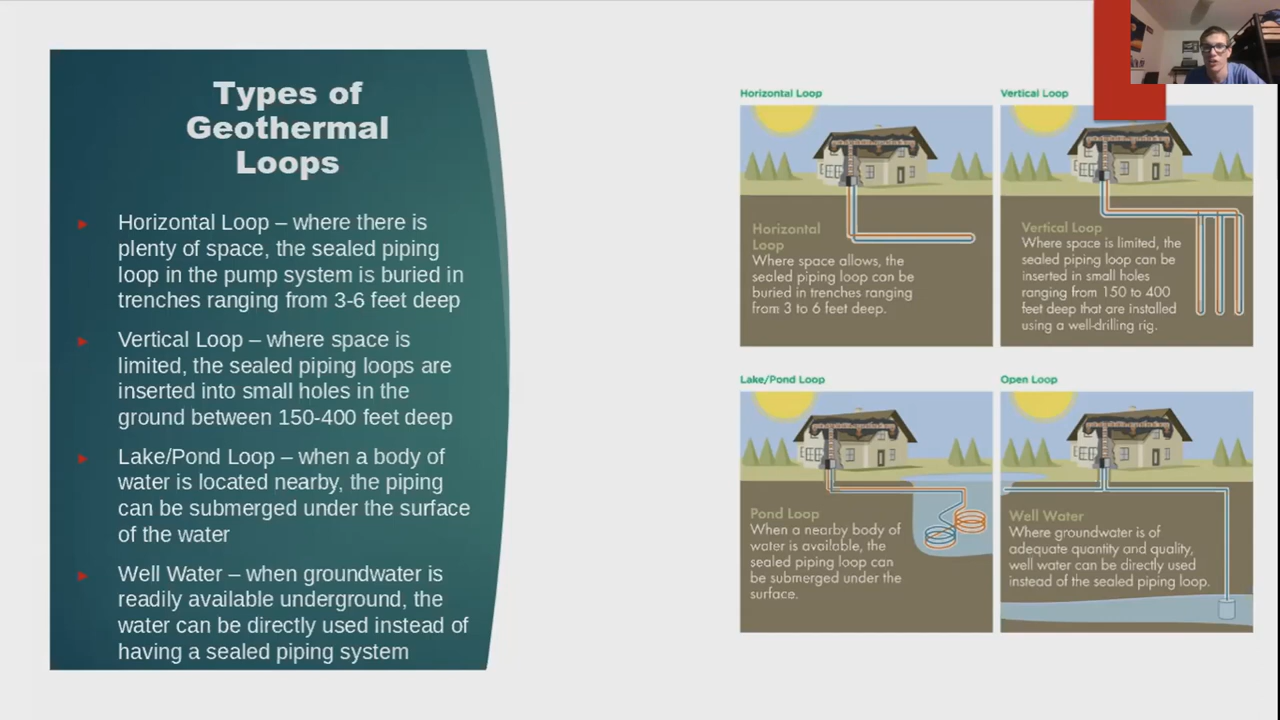 Types of
Geothermal
Loops
Horizontal Loop – where there is
plenty of space, the sealed piping
loop in the pump system is buried in
trenches ranging from 3-6 feet deep
Vertical Loop – where space is
limited, the sealed piping loops are
inserted into small holes in the
ground between 150-400 feet deep
Lake/Pond Loop – when a body of
water is located nearby, the piping
can be submerged under the surface
of the water
Well Water – when groundwater is
readily available underground, the
water can be directly used instead of
having a sealed piping system
Horizontal Loop
Horizontal
Loop
Where space allows, the
sealed piping loop can be
buried in trenches ranging
from 3 to 6 feet deep.
Vertical Loop
Vertical Loop
Where space is limited, the
sealed piping loop can be
inserted in small holes
ranging from 150 to 400
feet deep that are installed
using a well-drilling rig.
Lake/Pond Loop
Pond Loop
When a nearby body of
water is available, the
sealed piping loop can
be submerged under the
surface.
Open Loop
Well Water
Where groundwater is of
adequate quantity and quality,
well water can be directly used
instead of the sealed piping loop.